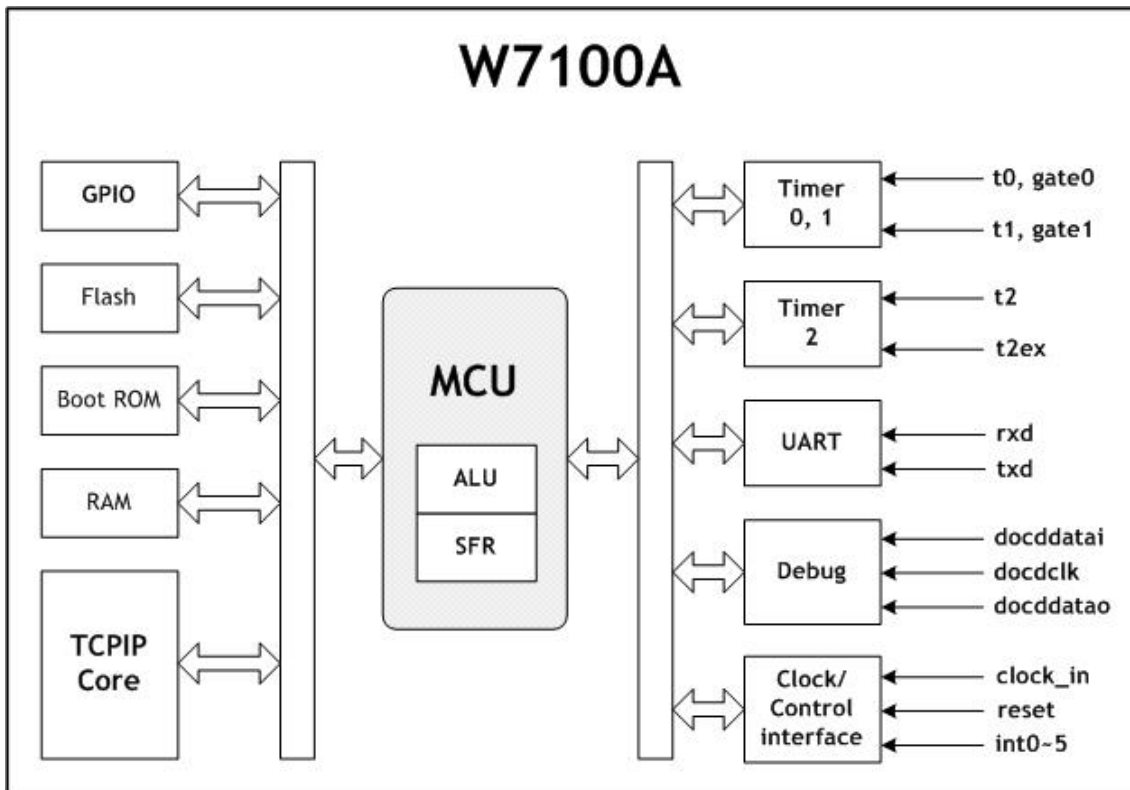 W7100A
GPIO
Flash
Boot ROM
RAM
TCPIP
Core
MCU
ALU
SFR
Timer
0, 1
t0, gate0
t1, gate1
Timer
2
t2
t2ex
UART
rxd
txd
Debug
docddatai
docdclk
docddatao
Clock/
Control
interface
clock_in
reset
int0~5